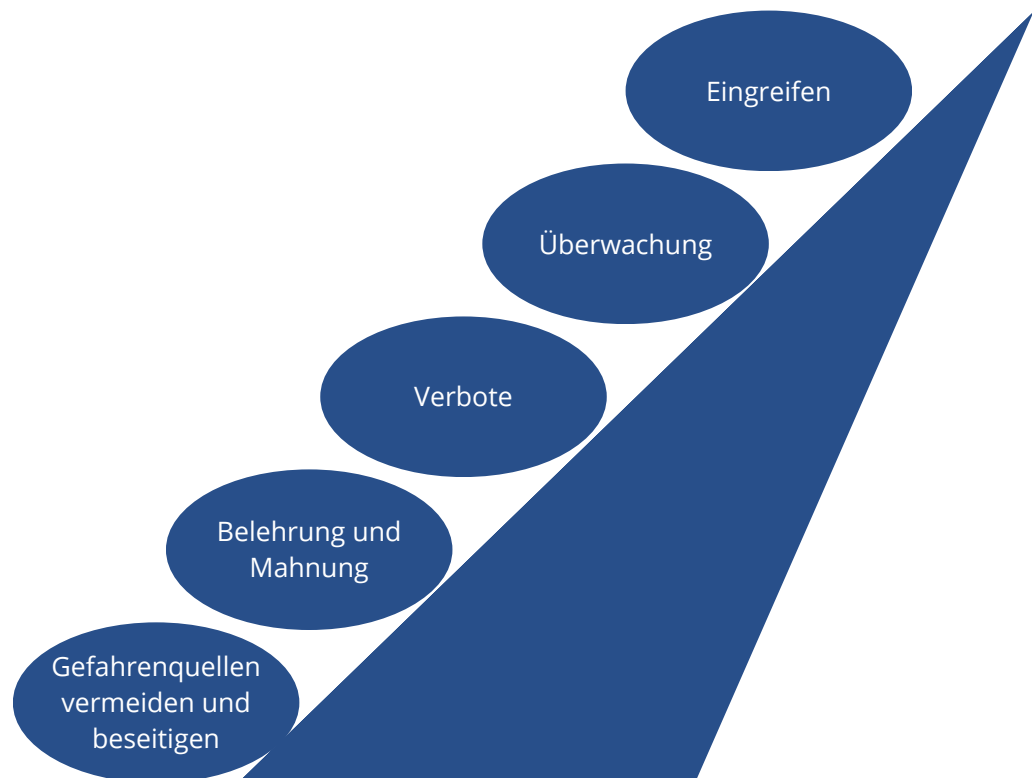 Eingreifen
Überwachung
Verbote
Belehrung und
Mahnung
Gefahrenquellen
vermeiden und
beseitigen